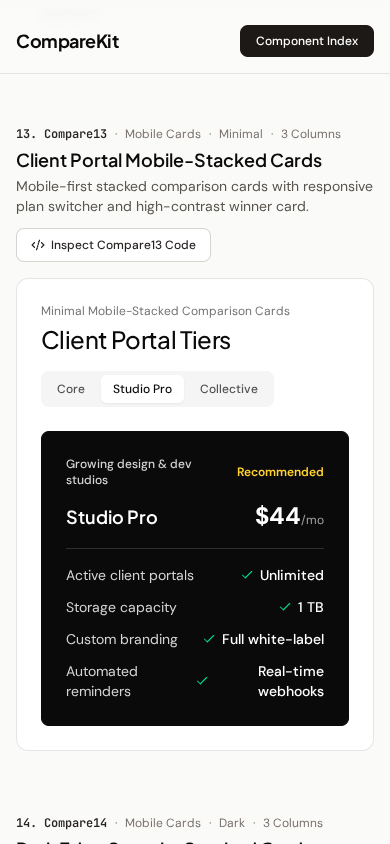 CompareKit
Component Index
13. Compare13 · Mobile Cards · Minimal · 3 Columns
Client Portal Mobile-Stacked Cards
Mobile-first stacked comparison cards with responsive
plan switcher and high-contrast winner card.
Inspect Compare13 Code
Minimal Mobile-Stacked Comparison Cards
Client Portal Tiers
Core
Studio Pro
Collective
Growing design & dev
studios
Recommended
Studio Pro
$44/mo
Active client portals
Unlimited
Storage capacity
1 TB
Custom branding
Full white-label
Automated
reminders
Real-time
webhooks
14. Compare14 · Mobile Cards · Dark · 3 Columns